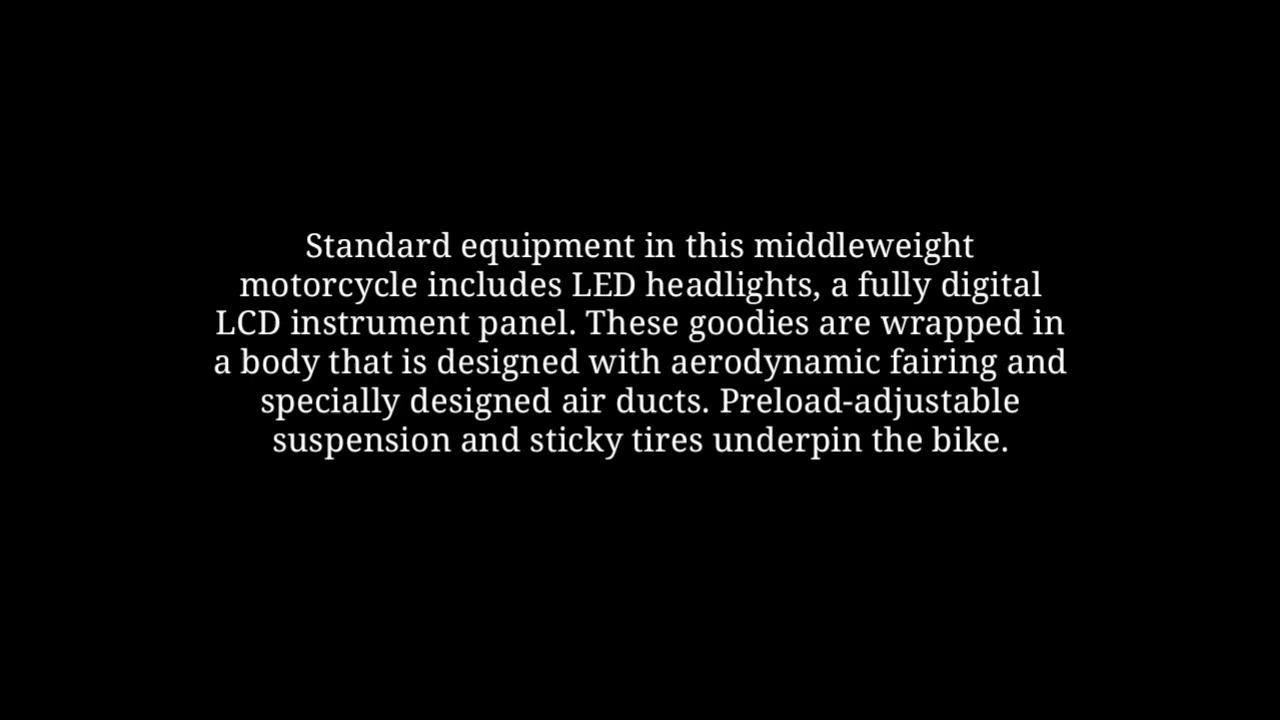 Standard equipment in this middleweight
motorcycle includes LED headlights, a fully digital
LCD instrument panel. These goodies are wrapped in
a body that is designed with aerodynamic fairing and
specially designed air ducts. Preload-adjustable
suspension and sticky tires underpin the bike.